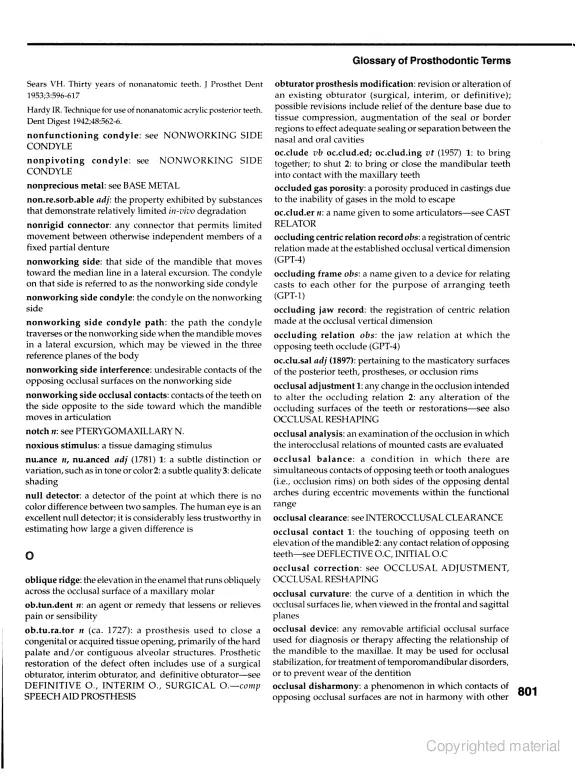 Glossary of Prosthodontic Terms
Sears VH. Thirty years of nonanatomic teeth. J Prosthet Dent
1953;3:596-617
Hardy IR. Technique for use of nonanatomic acrylic posterior teeth.
Dent Digest 1942;48:562-6.
nonfunctioning condyle: see NONWORKING SIDE
CONDYLE
nonpivoting condyle: see NONWORKING SIDE
CONDYLE
nonprecious metal: see BASE METAL
non.re.sorb.able adj: the property exhibited by substances
that demonstrate relatively limited in-vivo degradation
nonrigid connector: any connector that permits limited
movement between otherwise independent members of a
fixed partial denture
nonworking side: that side of the mandible that moves
toward the median line in a lateral excursion. The condyle
on that side is referred to as the nonworking side condyle
nonworking side condyle: the condyle on the nonworking
side
nonworking side condyle path: the path the condyle
traverses or the nonworking side when the mandible moves
in a lateral excursion, which may be viewed in the three
reference planes of the body
nonworking side interference: undesirable contacts of the
opposing occlusal surfaces on the nonworking side
nonworking side occlusal contacts: contacts of the teeth on
the side opposite to the side toward which the mandible
moves in articulation
notch n: see PTERYGOMAXILLARY N.
noxious stimulus: a tissue damaging stimulus
nu.ance n, nu.anced adj (1781) 1: a subtle distinction or
variation, such as in tone or color 2: a subtle quality 3: delicate
shading
null detector: a detector of the point at which there is no
color difference between two samples. The human eye is an
excellent null detector; it is considerably less trustworthy in
estimating how large a given difference is
O
oblique ridge: the elevation in the enamel that runs obliquely
across the occlusal surface of a maxillary molar
ob.tun.dent n: an agent or remedy that lessens or relieves
pain or sensibility
ob.tu.ra.tor n (ca. 1727): a prosthesis used to close a
congenital or acquired tissue opening, primarily of the hard
palate and/or contiguous alveolar structures. Prosthetic
restoration of the defect often includes use of a surgical
obturator, interim obturator, and definitive obturator—see
DEFINITIVE O., INTERIM O., SURGICAL O.—comp
SPEECH AID PROSTHESIS
obturator prosthesis modification: revision or alteration of
an existing obturator (surgical, interim, or definitive);
possible revisions include relief of the denture base due to
tissue compression, augmentation of the seal or border
regions to effect adequate sealing or separation between the
nasal and oral cavities
oc.clude vb oc.clud.ed; oc.clud.ing vt (1957) 1: to bring
together; to shut 2: to bring or close the mandibular teeth
into contact with the maxillary teeth
occluded gas porosity: a porosity produced in castings due
to the inability of gases in the mold to escape
oc.clud.er n: a name given to some articulators—see CAST
RELATOR
occluding centric relation record obs: a registration of centric
relation made at the established occlusal vertical dimension
(GPT-4)
occluding frame obs: a name given to a device for relating
casts to each other for the purpose of arranging teeth
(GPT-1)
occluding jaw record: the registration of centric relation
made at the occlusal vertical dimension
occluding relation obs: the jaw relation at which the
opposing teeth occlude (GPT-4)
oc.clu.sal adj (1897): pertaining to the masticatory surfaces
of the posterior teeth, prostheses, or occlusion rims
occlusal adjustment 1: any change in the occlusion intended
to alter the occluding relation 2: any alteration of the
occluding surfaces of the teeth or restorations—see also
OCCLUSAL RESHAPING
occlusal analysis: an examination of the occlusion in which
the interocclusal relations of mounted casts are evaluated
occlusal balance: a condition in which there are
simultaneous contacts of opposing teeth or tooth analogues
(i.e., occlusion rims) on both sides of the opposing dental
arches during eccentric movements within the functional
range
occlusal clearance: see INTEROCCLUSAL CLEARANCE
occlusal contact 1: the touching of opposing teeth on
elevation of the mandible 2: any contact relation of opposing
teeth—see DEFLECTIVE O.C, INITIAL O.C
occlusal correction: see OCCLUSAL ADJUSTMENT,
OCCLUSAL RESHAPING
occlusal curvature: the curve of a dentition in which the
occlusal surfaces lie, when viewed in the frontal and sagittal
planes
occlusal device: any removable artificial occlusal surface
used for diagnosis or therapy affecting the relationship of
the mandible to the maxillae. It may be used for occlusal
stabilization, for treatment of temporomandibular disorders,
or to prevent wear of the dentition
occlusal disharmony: a phenomenon in which contacts of
opposing occlusal surfaces are not in harmony with other
801
Copyrighted material